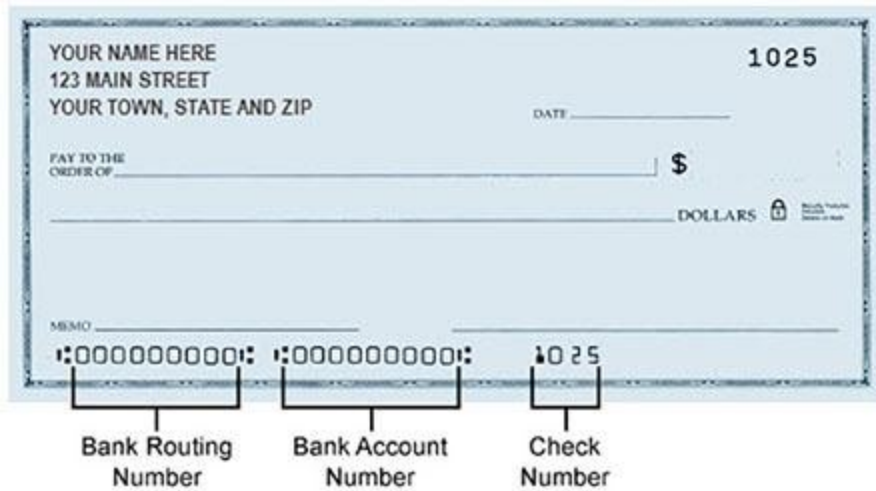 YOUR NAME HERE
1025
123 MAIN STREET
YOUR TOWN, STATE AND ZIP
DATE
PAY TO THE
ORDER OF
$
DOLLARS
MEMO
⑆000000000⑆ ⑆000000000⑆ 1025
Bank Routing
Number
Bank Account
Number
Check
Number